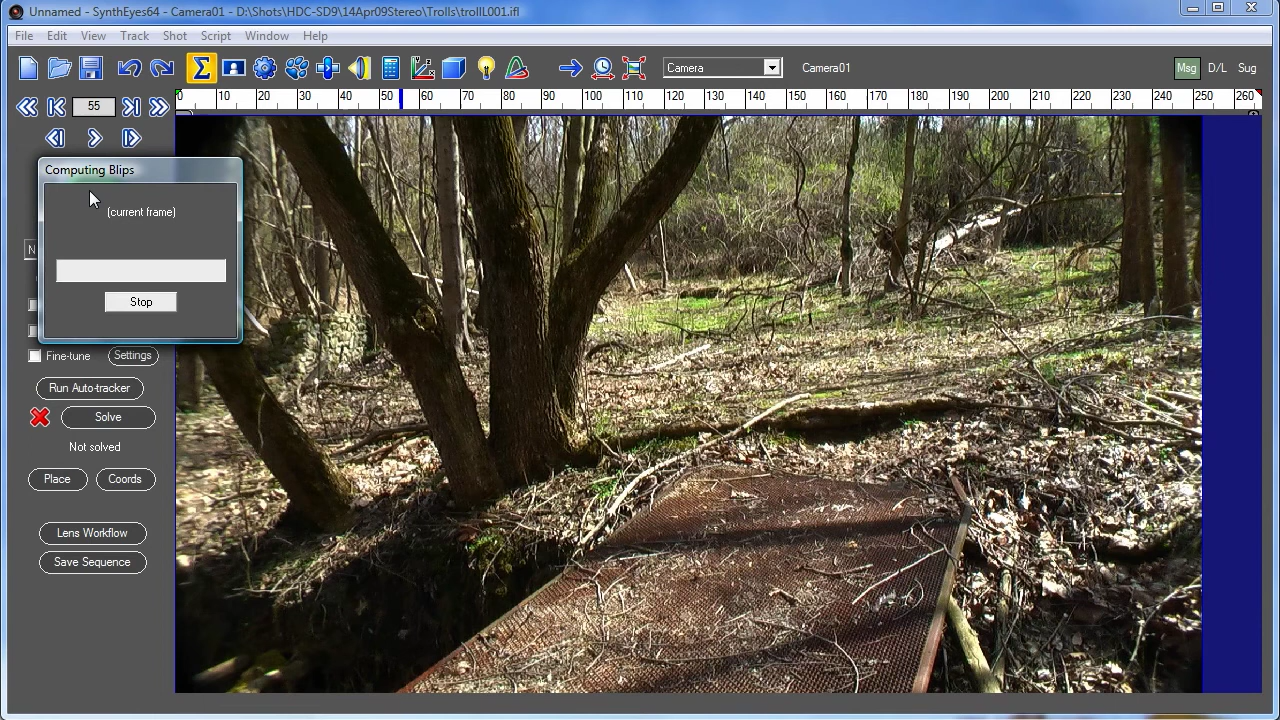 Unnamed - SynthEyes64 - Camera01 - D:\Shots\HDC-SD9\14Apr09Stereo\Trolls\trollL001.ifl
File Edit View Track Shot Script Window Help
Camera Camera01 Msg D/L Sug
55 0 10 20 30 40 50 60 70 80 90 100 110 120 130 140 150 160 170 180 190 200 210 220 230 240 250 260
Computing Blips
(current frame)
N
Stop
Fine-tune Settings
Run Auto-tracker
Solve
Not solved
Place Coords
Lens Workflow
Save Sequence